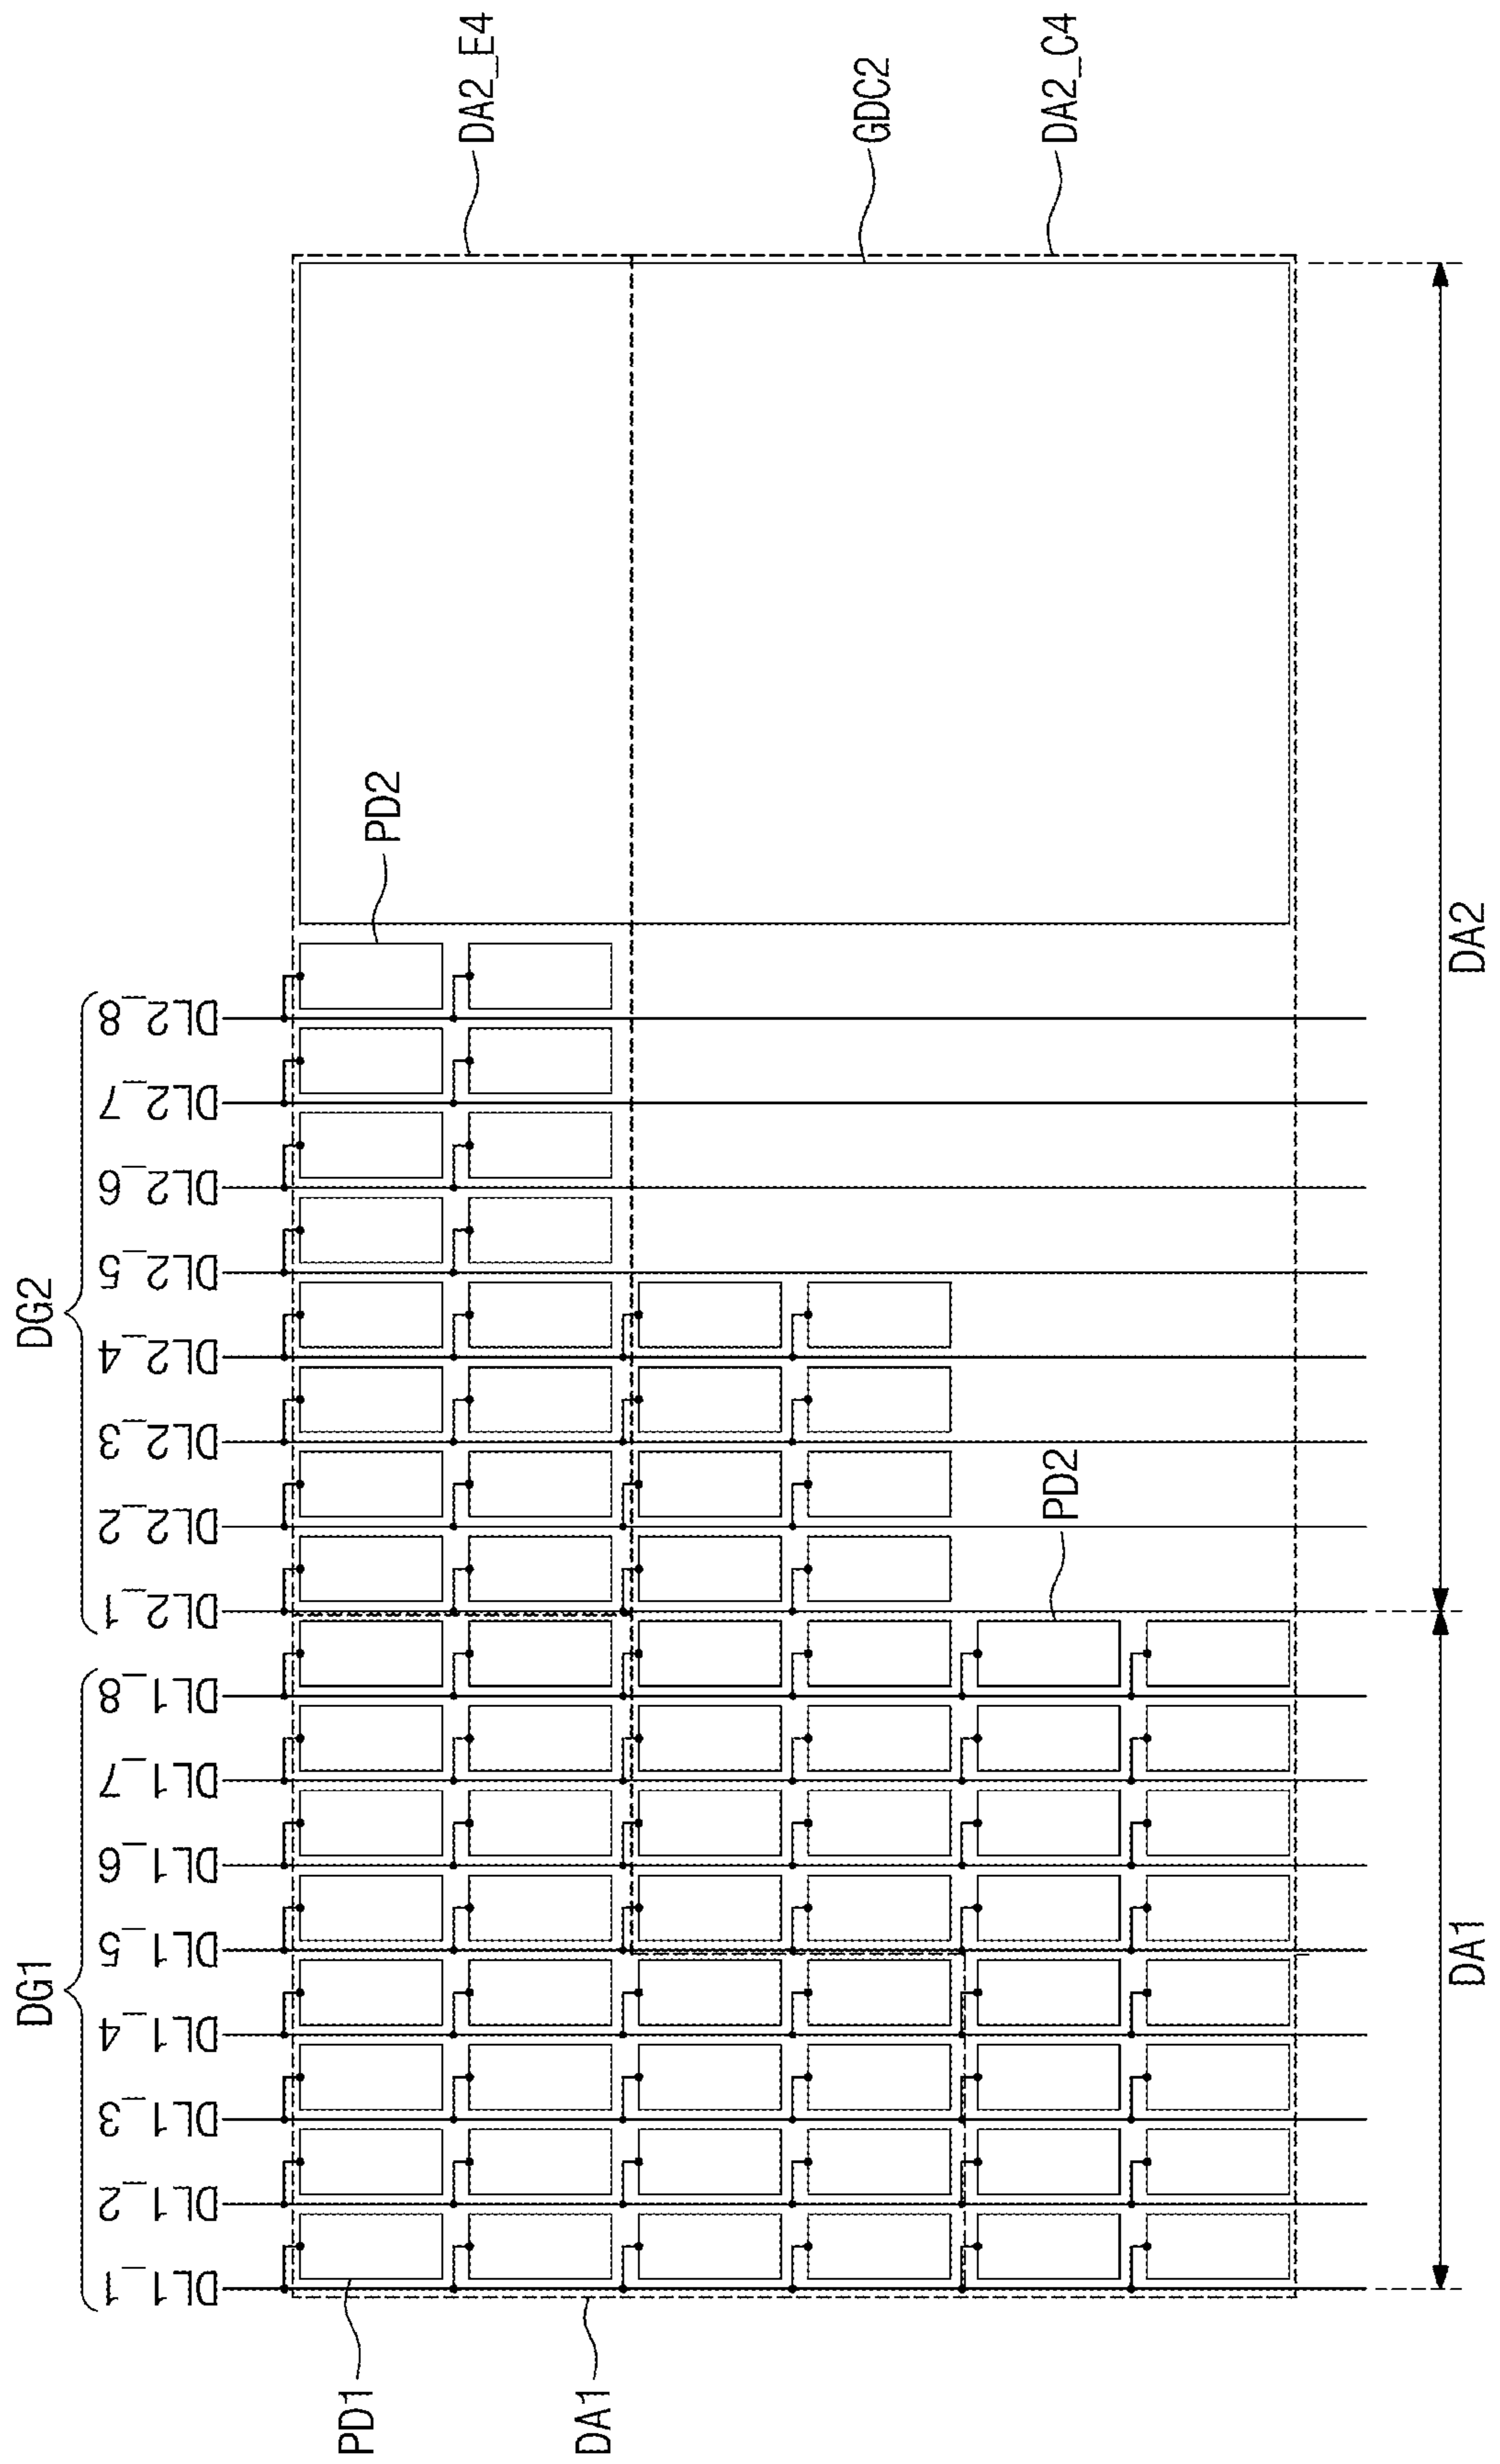 DG1
DG2
DL1_1
DL1_2
DL1_3
DL1_4
DL1_5
DL1_6
DL1_7
DL1_8
DL2_1
DL2_2
DL2_3
DL2_4
DL2_5
DL2_6
DL2_7
DL2_8
PD1
PD2
DA2_E4
DA1
GDC2
PD2
DA2_C4
DA1
DA2